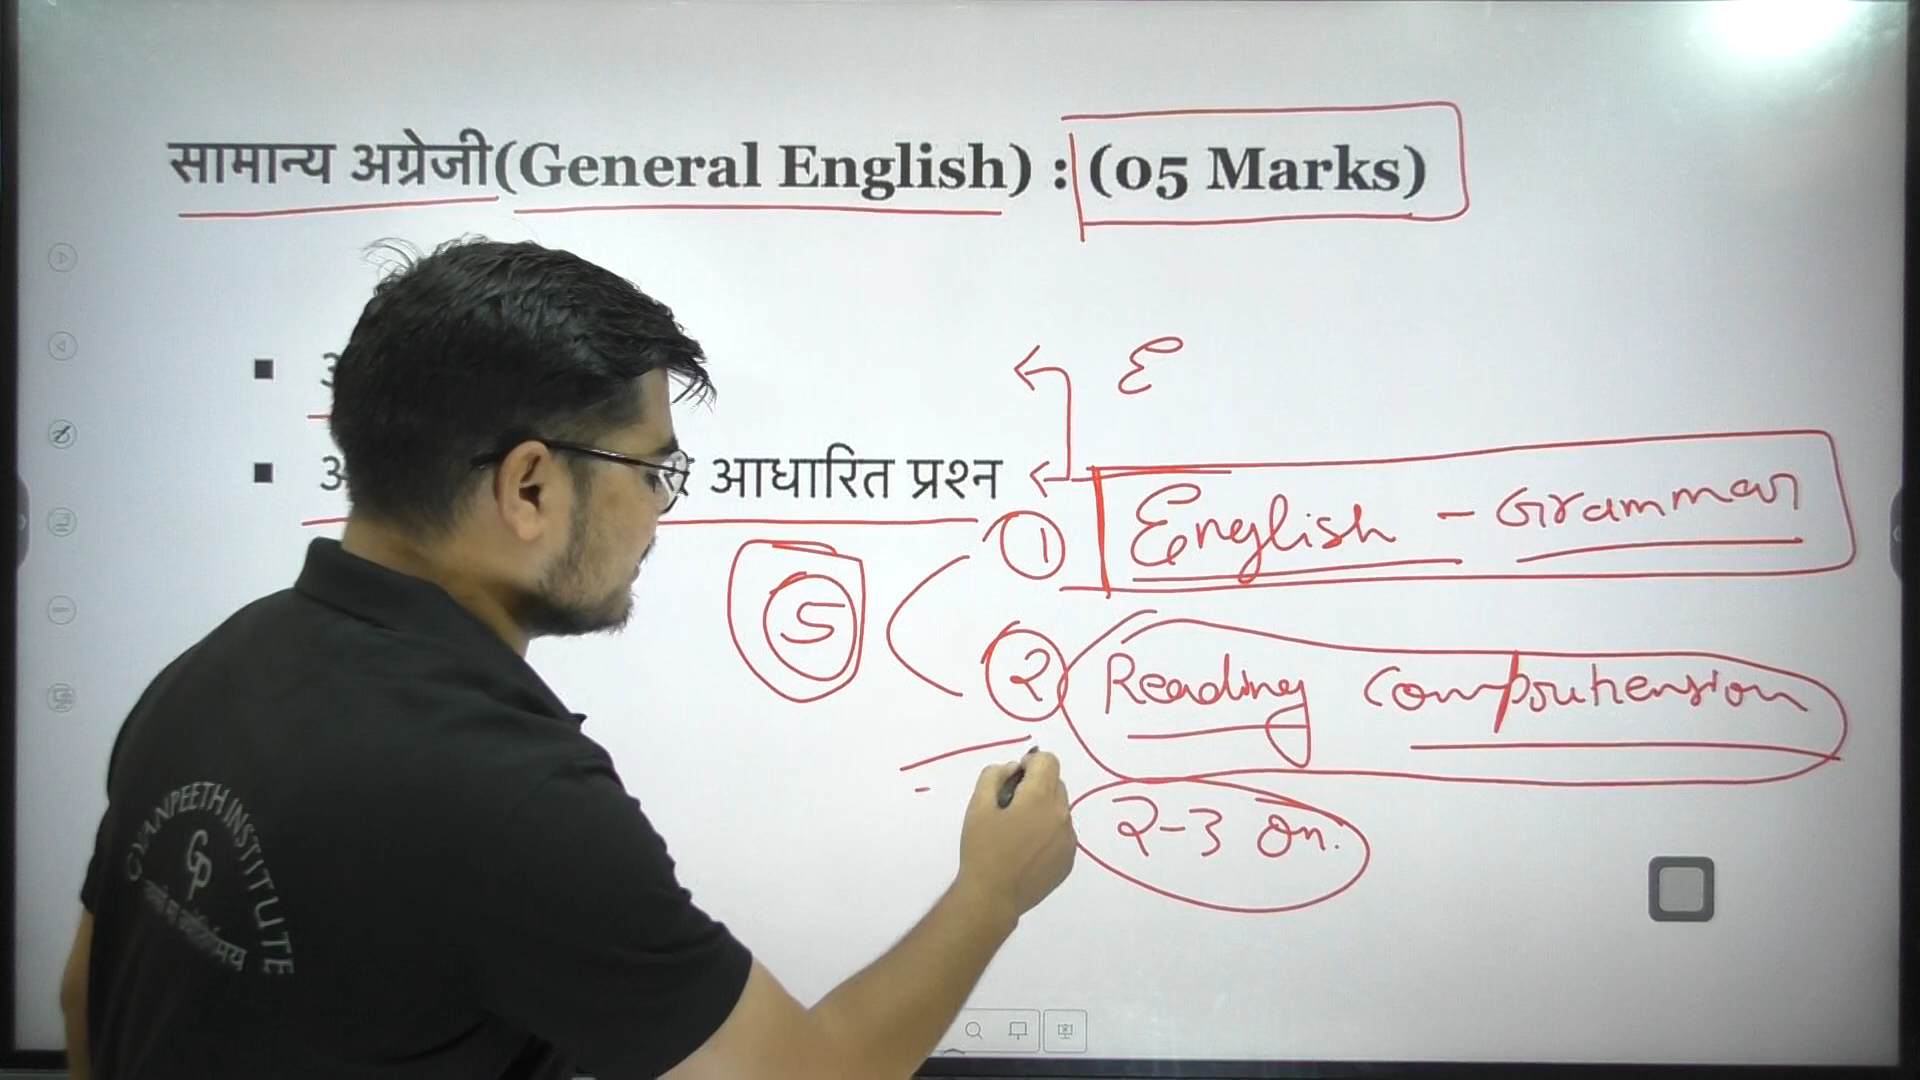 सामान्य अग्रेजी(General English) : (05 Marks)
E
आधारित प्रश्न
① English - Grammar
5
② Reading Comprehension
2-3 Qn.
GYANPEETH INSTITUTE
GP